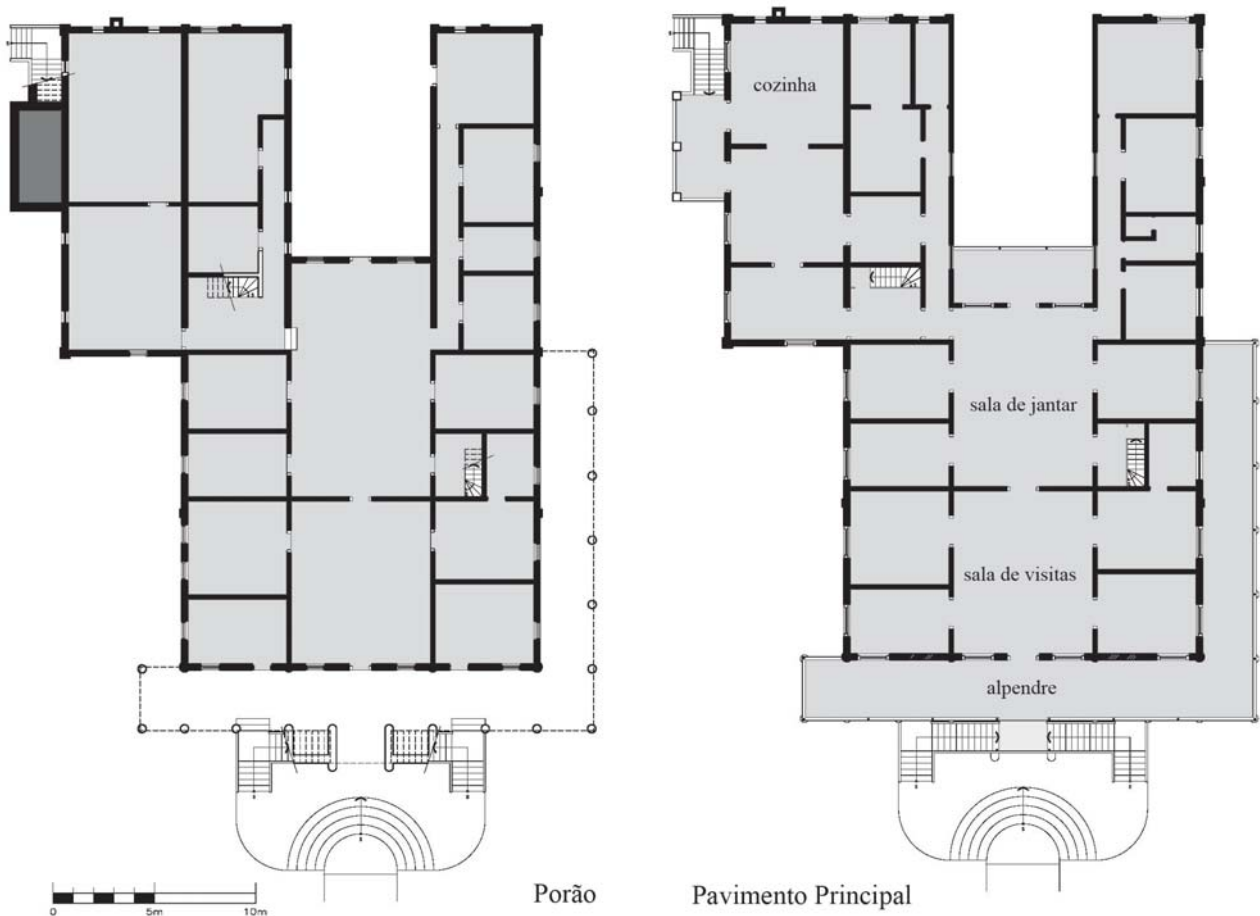 cozinha
sala de jantar
sala de visitas
alpendre
0 5m 10m
Porão
Pavimento Principal